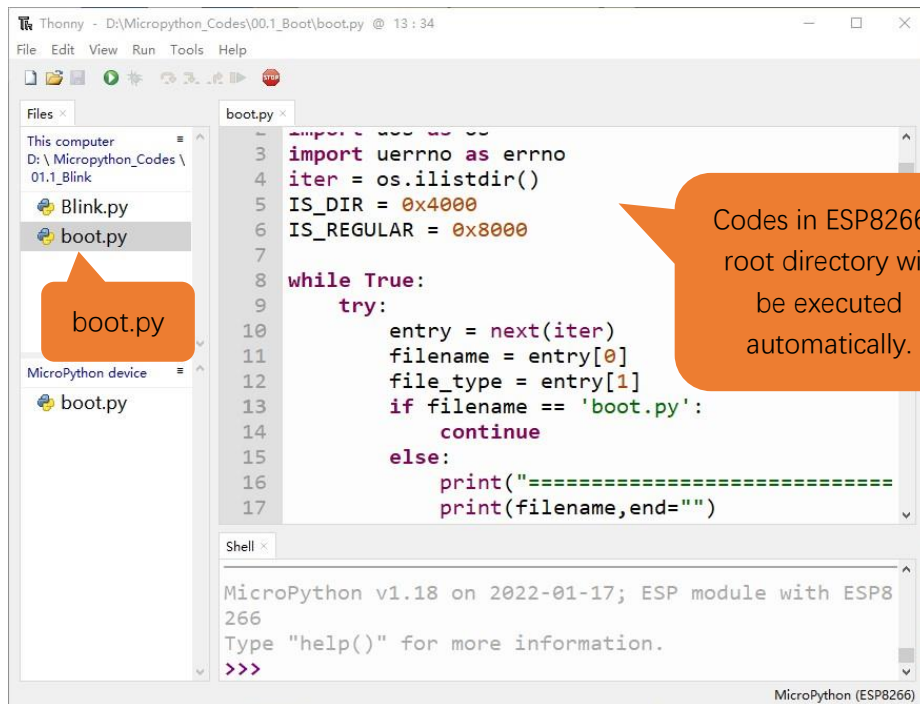 Thonny - D:\Micropython_Codes\00.1_Boot\boot.py @ 13 : 34
File Edit View Run Tools Help
Files
This computer
D: \ Micropython_Codes \
01.1_Blink
Blink.py
boot.py
boot.py
MicroPython device
boot.py
boot.py
2 import uos as os
3 import uerrno as errno
4 iter = os.ilistdir()
5 IS_DIR = 0x4000
6 IS_REGULAR = 0x8000
7
8 while True:
9 try:
10 entry = next(iter)
11 filename = entry[0]
12 file_type = entry[1]
13 if filename == 'boot.py':
14 continue
15 else:
16 print("==============================
17 print(filename,end="")
Codes in ESP8266
root directory wi
be executed
automatically.
Shell
MicroPython v1.18 on 2022-01-17; ESP module with ESP8
266
Type "help()" for more information.
>>>
MicroPython (ESP8266)